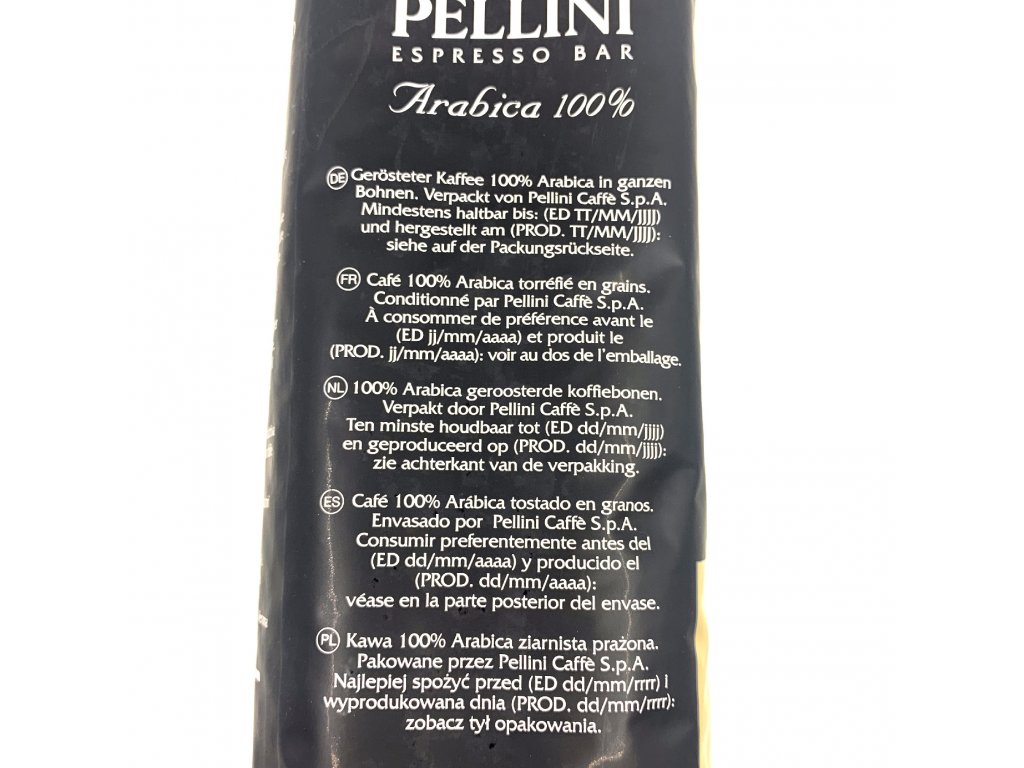 PELLINI
ESPRESSO BAR
Arabica 100%
DE Gerösteter Kaffee 100% Arabica in ganzen
Bohnen. Verpackt von Pellini Caffè S.p.A.
Mindestens haltbar bis: (ED TT/MM/JJJJ)
und hergestellt am (PROD. TT/MM/JJJJ):
siehe auf der Packungsrückseite.
FR Café 100% Arabica torréfié en grains.
Conditionné par Pellini Caffè S.p.A.
À consommer de préférence avant le
(ED jj/mm/aaaa) et produit le
(PROD. jj/mm/aaaa): voir au dos de l'emballage.
NL 100% Arabica geroosterde koffiebonen.
Verpakt door Pellini Caffè S.p.A.
Ten minste houdbaar tot (ED dd/mm/jjjj)
en geproduceerd op (PROD. dd/mm/jjjj):
zie achterkant van de verpakking.
ES Café 100% Arábica tostado en granos.
Envasado por Pellini Caffè S.p.A.
Consumir preferentemente antes del
(ED dd/mm/aaaa) y producido el
(PROD. dd/mm/aaaa):
véase en la parte posterior del envase.
PL Kawa 100% Arabica ziarnista prażona.
Pakowane przez Pellini Caffè S.p.A.
Najlepiej spożyć przed (ED dd/mm/rrrr) i
wyprodukowana dnia (PROD. dd/mm/rrrr):
zobacz tył opakowania.